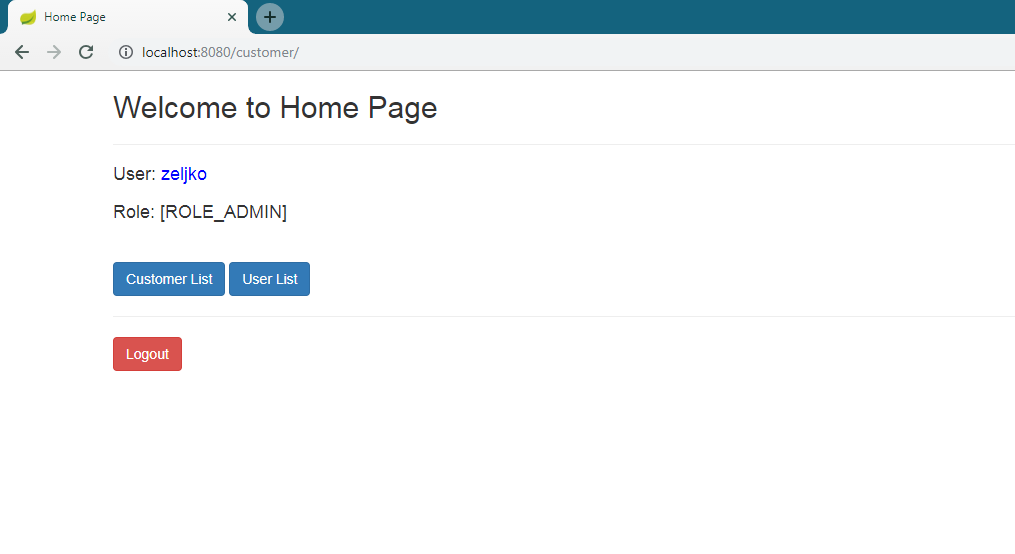 Home Page
localhost:8080/customer/
Welcome to Home Page
User: zeljko
Role: [ROLE_ADMIN]
Customer List User List
Logout